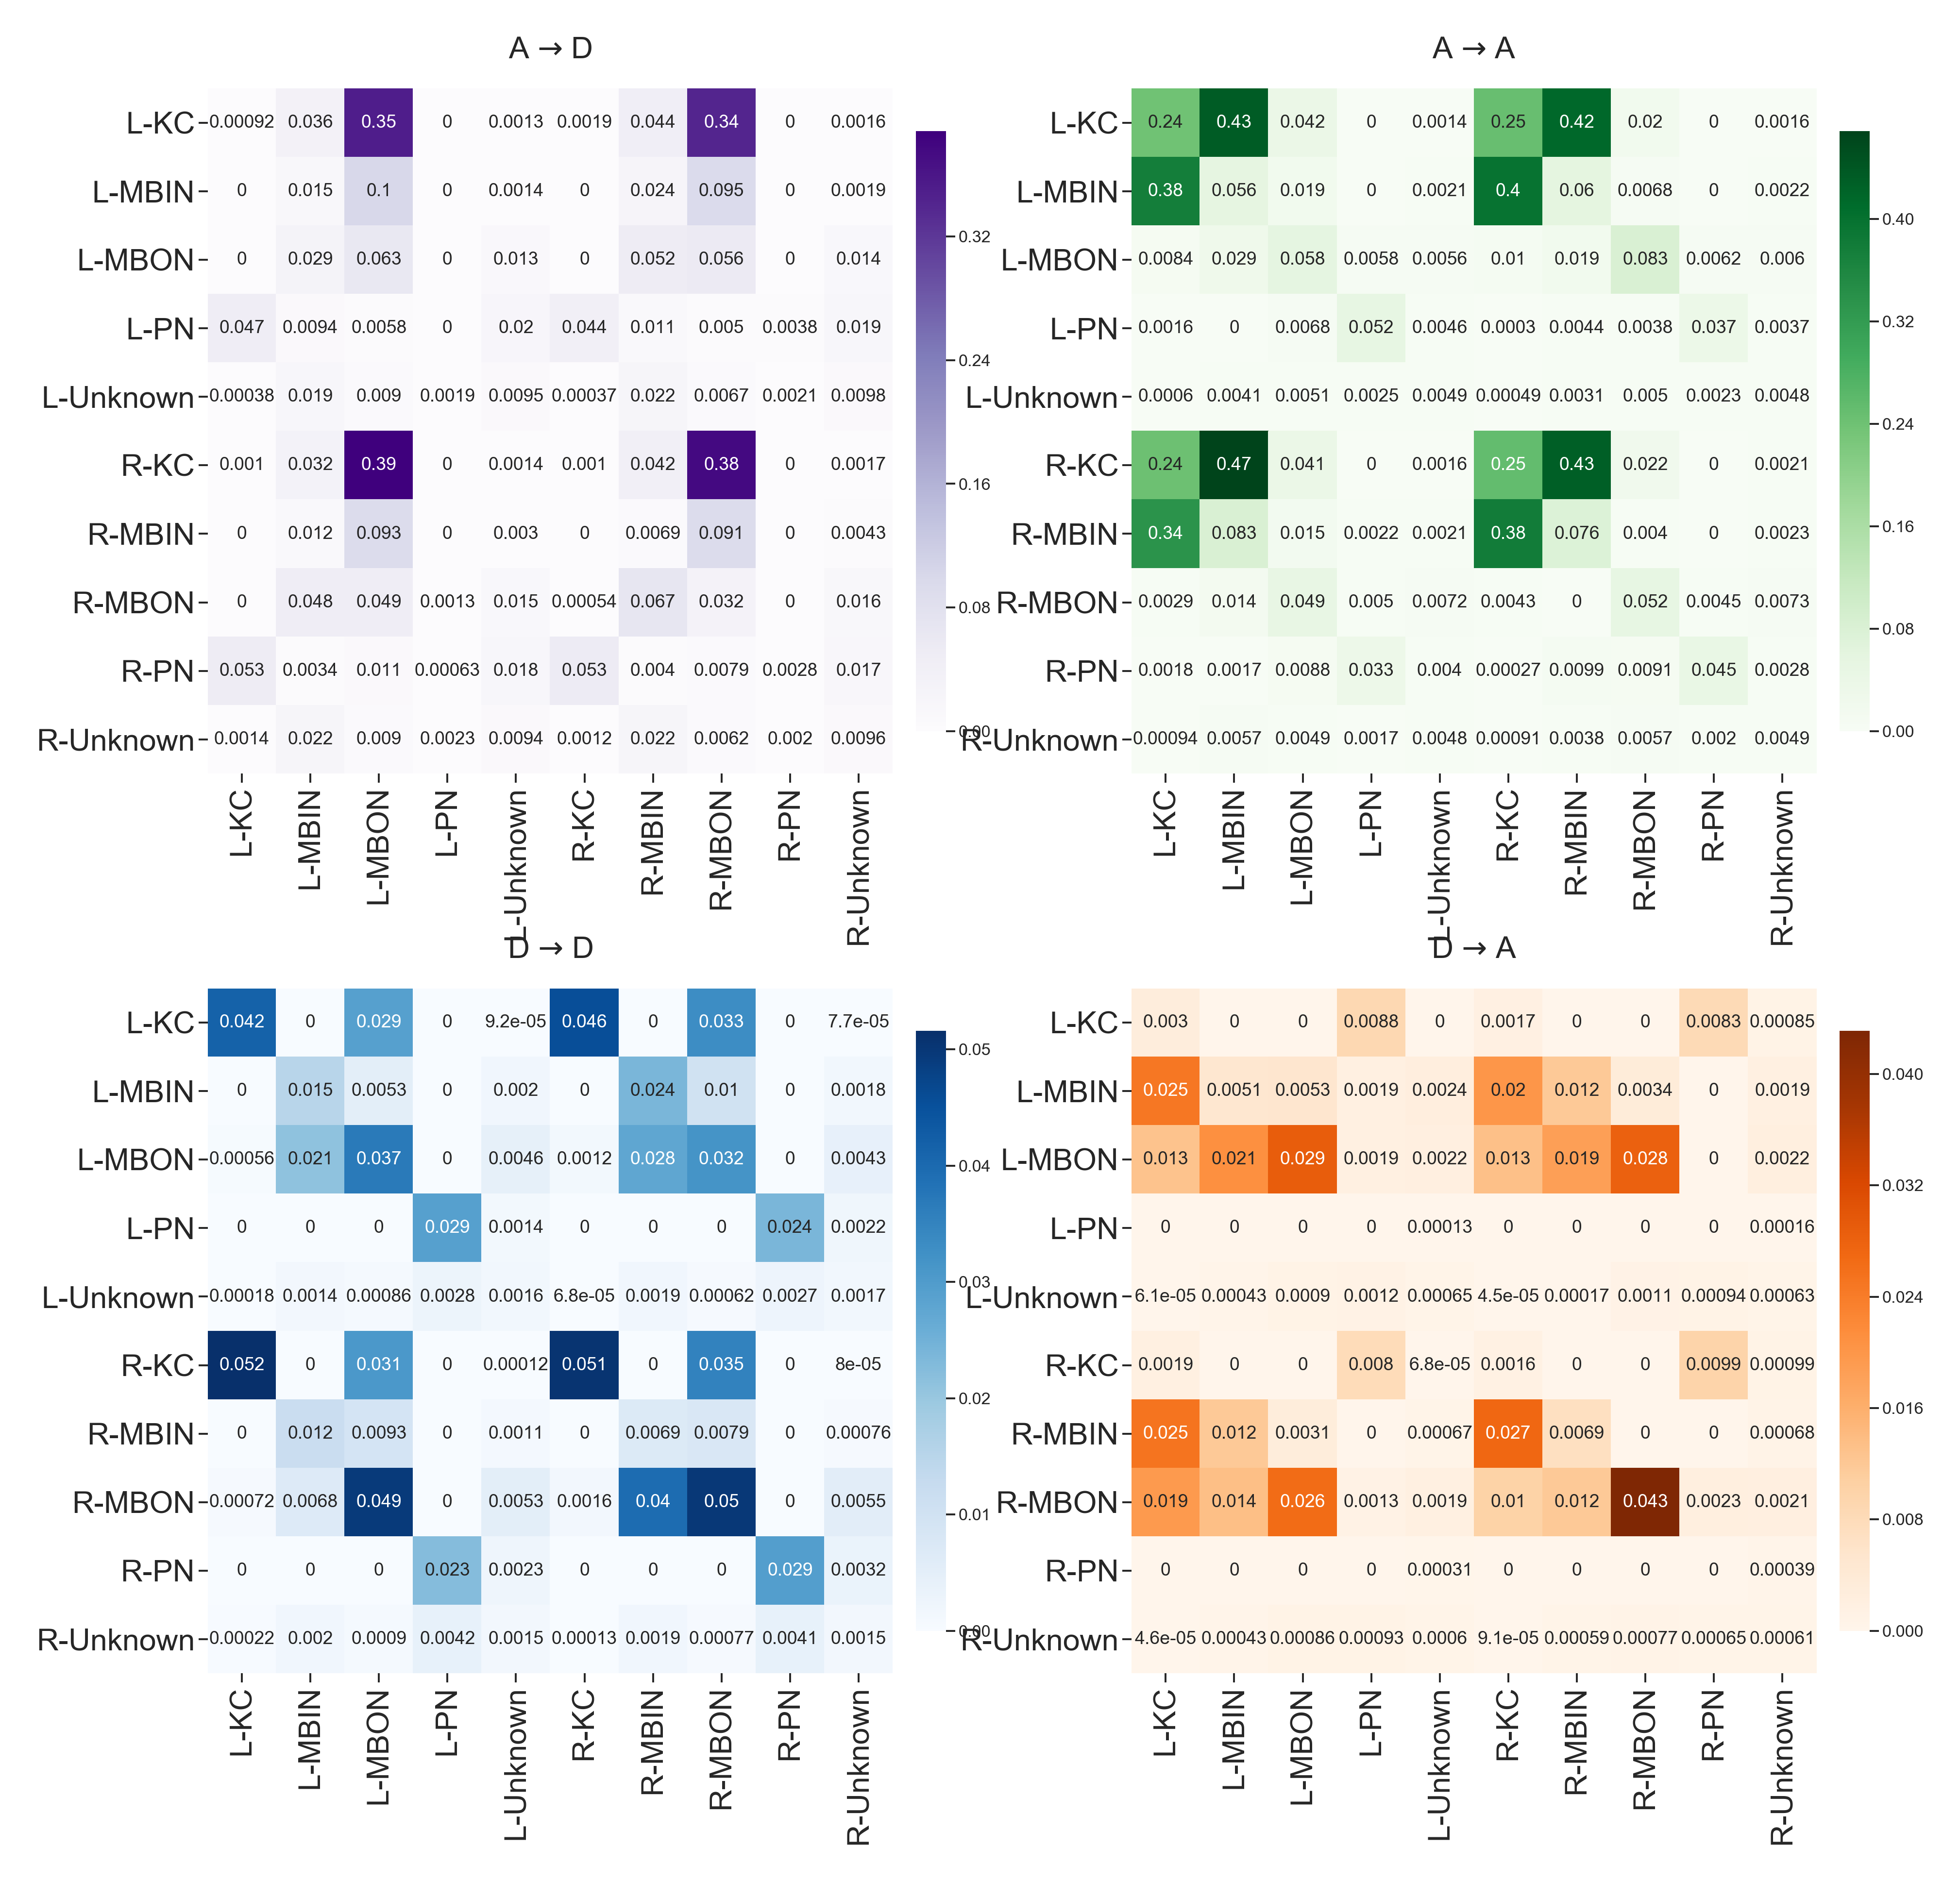 A → D
L-KC 0.00092 0.036 0.35 0 0.0013 0.0019 0.044 0.34 0 0.0016
L-MBIN 0 0.015 0.1 0 0.0014 0 0.024 0.095 0 0.0019
L-MBON 0 0.029 0.063 0 0.013 0 0.052 0.056 0 0.014
L-PN 0.047 0.0094 0.0058 0 0.02 0.044 0.011 0.005 0.0038 0.019
L-Unknown 0.00038 0.019 0.009 0.0019 0.0095 0.00037 0.022 0.0067 0.0021 0.0098
R-KC 0.001 0.032 0.39 0 0.0014 0.001 0.042 0.38 0 0.0017
R-MBIN 0 0.012 0.093 0 0.003 0 0.0069 0.091 0 0.0043
R-MBON 0 0.048 0.049 0.0013 0.015 0.00054 0.067 0.032 0 0.016
R-PN 0.053 0.0034 0.011 0.00063 0.018 0.053 0.004 0.0079 0.0028 0.017
R-Unknown 0.0014 0.022 0.009 0.0023 0.0094 0.0012 0.022 0.0062 0.002 0.0096
L-KC L-MBIN L-MBON L-PN L-Unknown R-KC R-MBIN R-MBON R-PN R-Unknown
0.32
0.24
0.16
0.08
0.00
A → A
L-KC 0.24 0.43 0.042 0 0.0014 0.25 0.42 0.02 0 0.0016
L-MBIN 0.38 0.056 0.019 0 0.0021 0.4 0.06 0.0068 0 0.0022
L-MBON 0.0084 0.029 0.058 0.0058 0.0056 0.01 0.019 0.083 0.0062 0.006
L-PN 0.0016 0 0.0068 0.052 0.0046 0.0003 0.0044 0.0038 0.037 0.0037
L-Unknown 0.0006 0.0041 0.0051 0.0025 0.0049 0.00049 0.0031 0.005 0.0023 0.0048
R-KC 0.24 0.47 0.041 0 0.0016 0.25 0.43 0.022 0 0.0021
R-MBIN 0.34 0.083 0.015 0.0022 0.0021 0.38 0.076 0.004 0 0.0023
R-MBON 0.0029 0.014 0.049 0.005 0.0072 0.0043 0 0.052 0.0045 0.0073
R-PN 0.0018 0.0017 0.0088 0.033 0.004 0.00027 0.0099 0.0091 0.045 0.0028
R-Unknown 0.00094 0.0057 0.0049 0.0017 0.0048 0.00091 0.0038 0.0057 0.002 0.0049
L-KC L-MBIN L-MBON L-PN L-Unknown R-KC R-MBIN R-MBON R-PN R-Unknown
0.40
0.32
0.24
0.16
0.08
0.00
D → D
L-KC 0.042 0 0.029 0 9.2e-05 0.046 0 0.033 0 7.7e-05
L-MBIN 0 0.015 0.0053 0 0.002 0 0.024 0.01 0 0.0018
L-MBON 0.00056 0.021 0.037 0 0.0046 0.0012 0.028 0.032 0 0.0043
L-PN 0 0 0 0.029 0.0014 0 0 0 0.024 0.0022
L-Unknown 0.00018 0.0014 0.00086 0.0028 0.0016 6.8e-05 0.0019 0.00062 0.0027 0.0017
R-KC 0.052 0 0.031 0 0.00012 0.051 0 0.035 0 8e-05
R-MBIN 0 0.012 0.0093 0 0.0011 0 0.0069 0.0079 0 0.00076
R-MBON 0.00072 0.0068 0.049 0 0.0053 0.0016 0.04 0.05 0 0.0055
R-PN 0 0 0 0.023 0.0023 0 0 0 0.029 0.0032
R-Unknown 0.00022 0.002 0.0009 0.0042 0.0015 0.00013 0.0019 0.00077 0.0041 0.0015
L-KC L-MBIN L-MBON L-PN L-Unknown R-KC R-MBIN R-MBON R-PN R-Unknown
0.05
0.04
0.03
0.02
0.01
0.00
D → A
L-KC 0.003 0 0 0.0088 0 0.0017 0 0 0.0083 0.00085
L-MBIN 0.025 0.0051 0.0053 0.0019 0.0024 0.02 0.012 0.0034 0 0.0019
L-MBON 0.013 0.021 0.029 0.0019 0.0022 0.013 0.019 0.028 0 0.0022
L-PN 0 0 0 0 0.00013 0 0 0 0 0.00016
L-Unknown 6.1e-05 0.00043 0.0009 0.0012 0.00065 4.5e-05 0.00017 0.0011 0.00094 0.00063
R-KC 0.0019 0 0 0.008 6.8e-05 0.0016 0 0 0.0099 0.00099
R-MBIN 0.025 0.012 0.0031 0 0.00067 0.027 0.0069 0 0 0.00068
R-MBON 0.019 0.014 0.026 0.0013 0.0019 0.01 0.012 0.043 0.0023 0.0021
R-PN 0 0 0 0 0.00031 0 0 0 0 0.00039
R-Unknown 4.6e-05 0.00043 0.00086 0.00093 0.0006 9.1e-05 0.00059 0.00077 0.00065 0.00061
L-KC L-MBIN L-MBON L-PN L-Unknown R-KC R-MBIN R-MBON R-PN R-Unknown
0.040
0.032
0.024
0.016
0.008
0.000